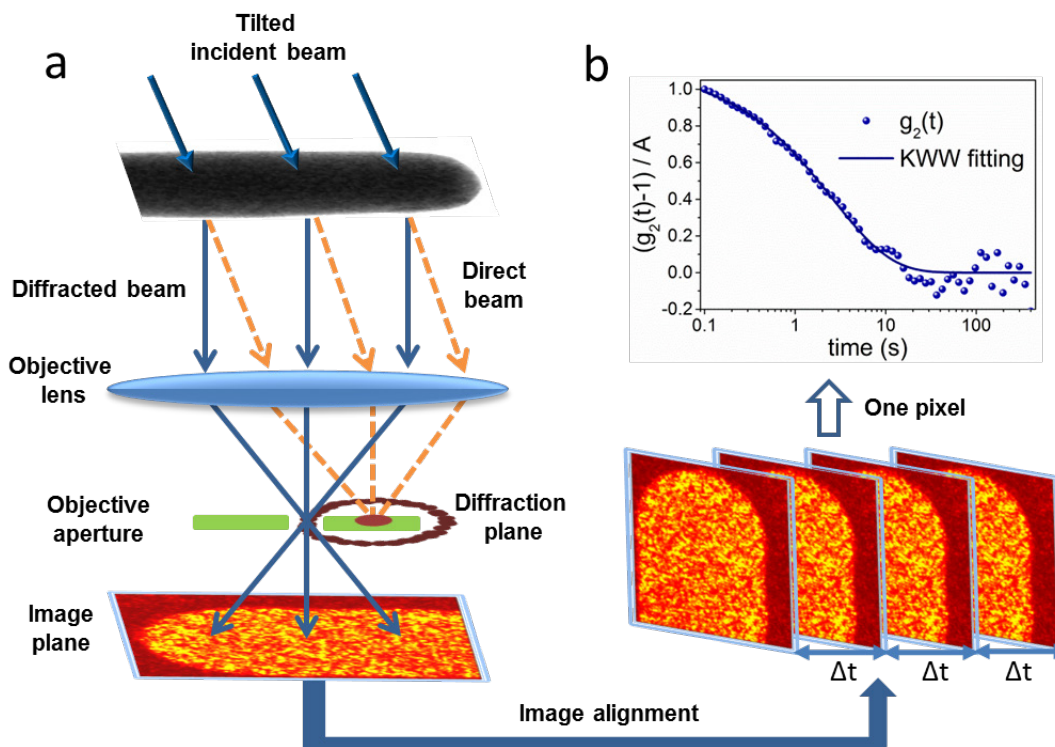 a
Tilted
incident beam
Diffracted beam
Direct
beam
Objective
lens
Objective
aperture
Diffraction
plane
Image
plane
Image alignment
b
(g₂(t)-1) / A
1.0
0.8
0.6
0.4
0.2
0.0
-0.2
g₂(t)
KWW fitting
0.1
1
10
100
time (s)
One pixel
Δt
Δt
Δt